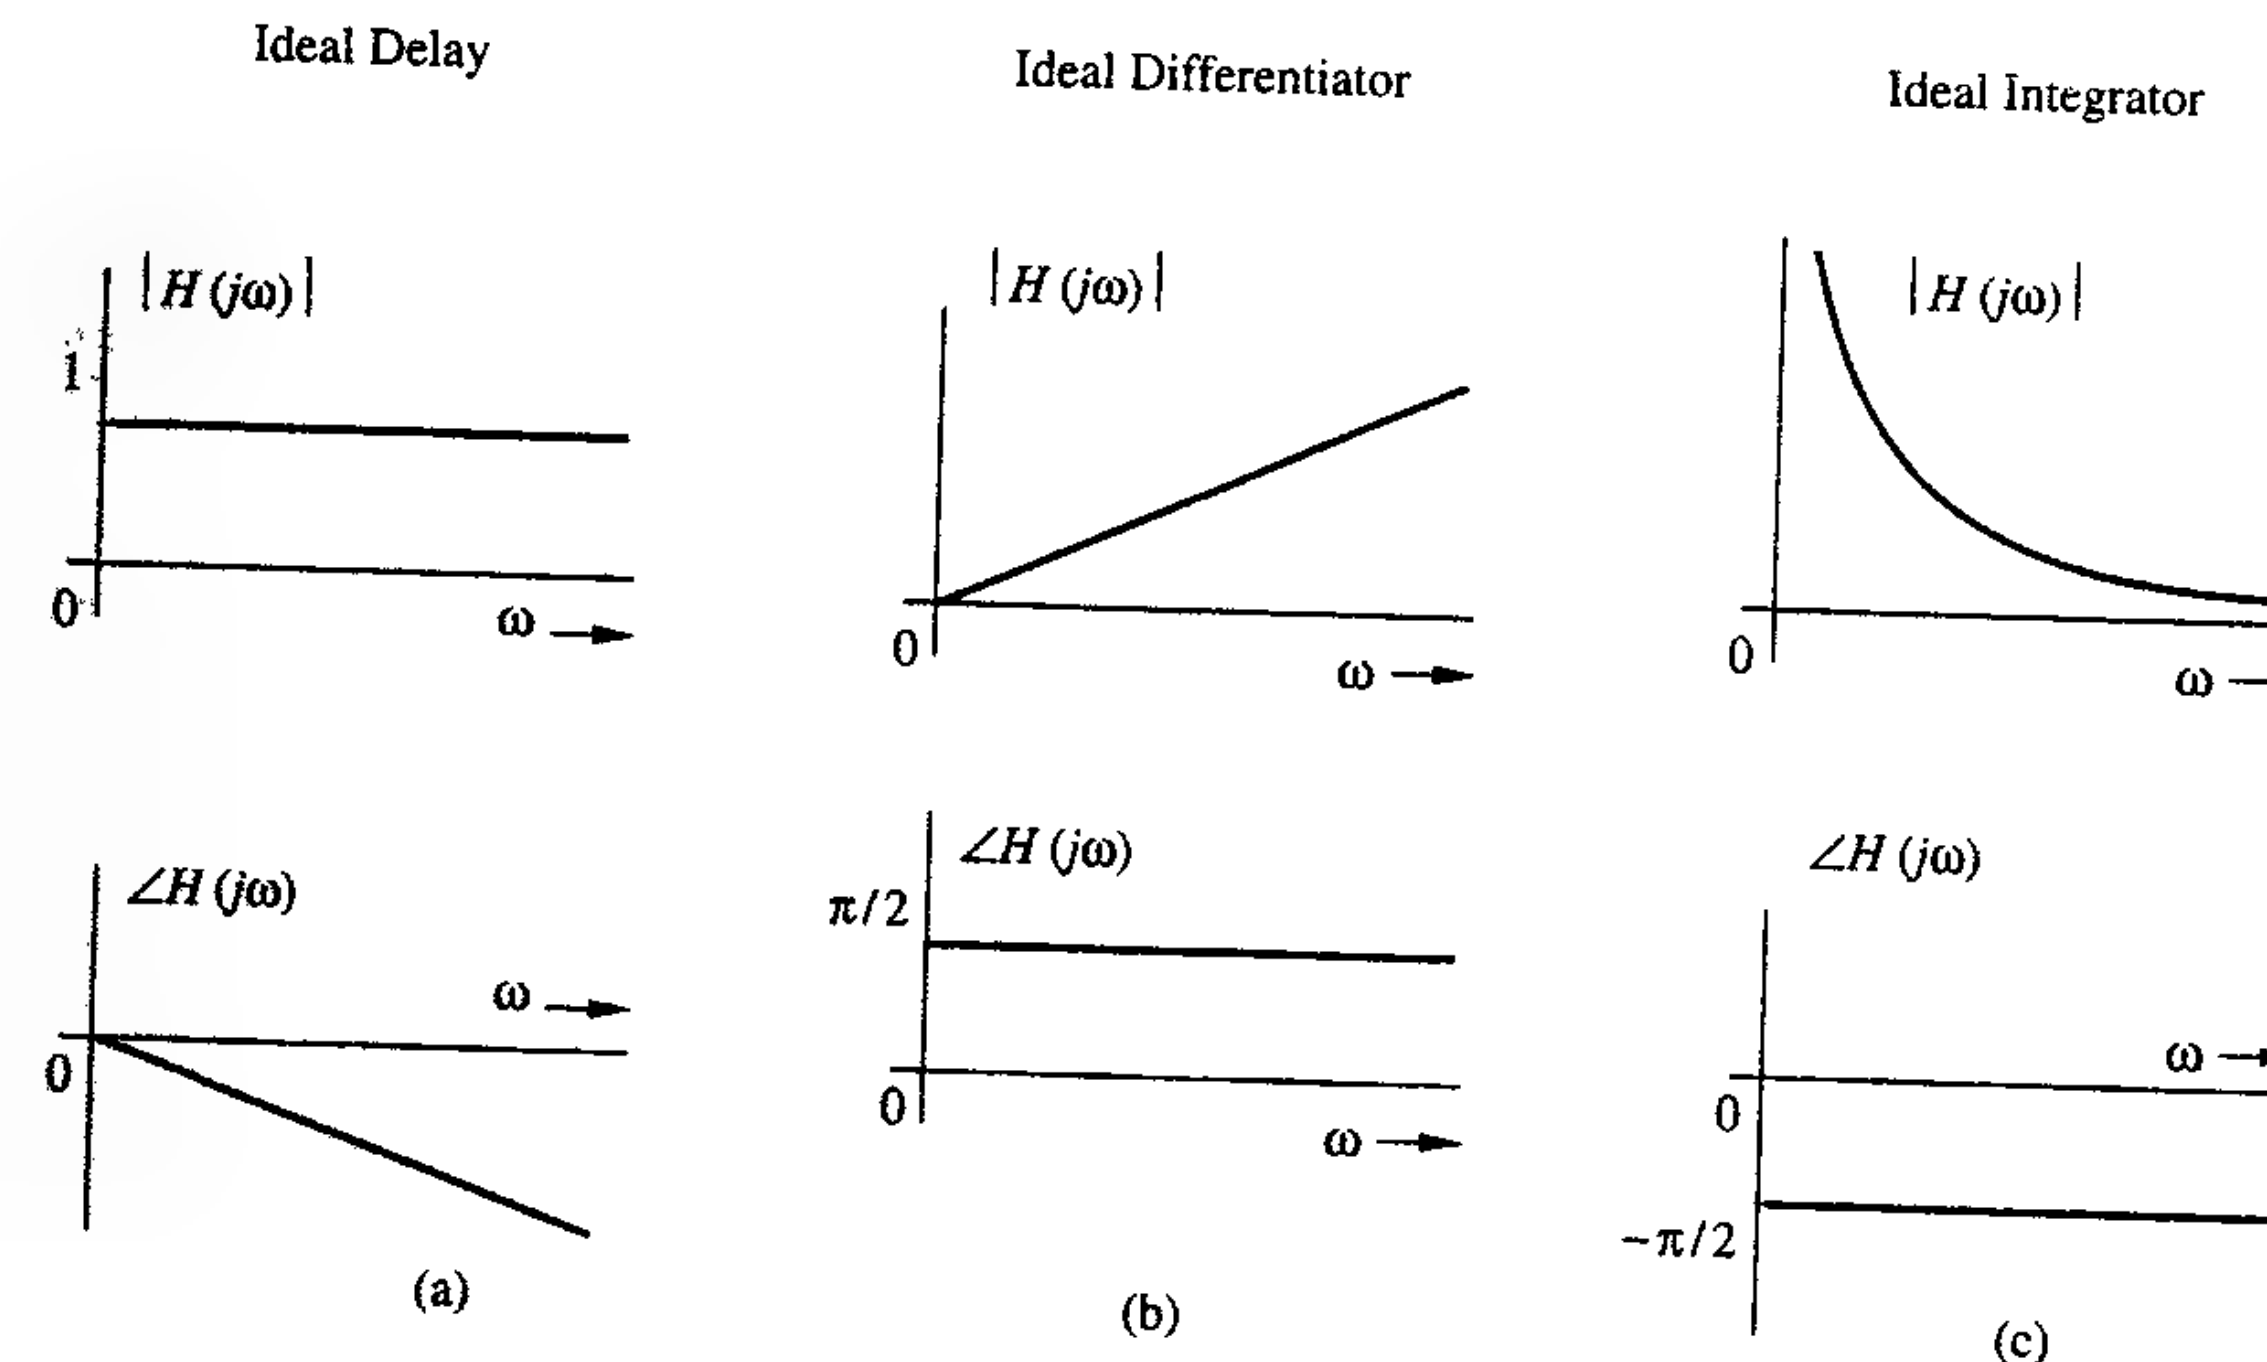 Ideal Delay
Ideal Differentiator
Ideal Integrator
|H(jω)|
1
0
ω
|H(jω)|
0
ω
|H(jω)|
0
ω
∠H(jω)
ω
0
(a)
∠H(jω)
π/2
0
ω
(b)
∠H(jω)
ω
0
−π/2
(c)